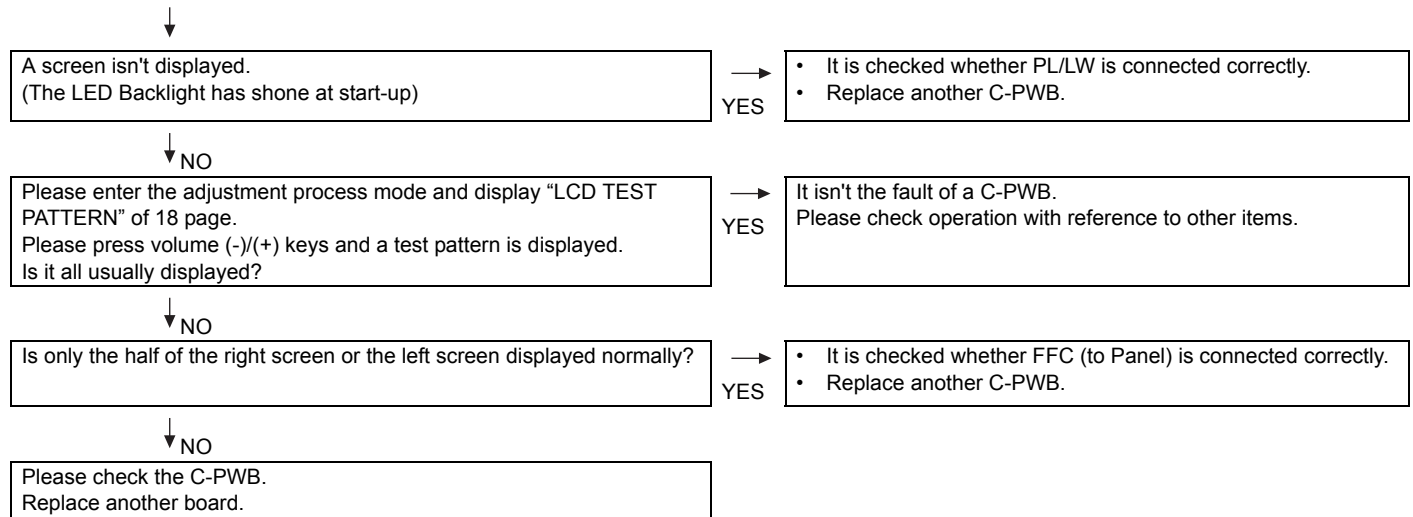 A screen isn't displayed.
(The LED Backlight has shone at start-up)
YES
• It is checked whether PL/LW is connected correctly.
• Replace another C-PWB.
NO
Please enter the adjustment process mode and display “LCD TEST
PATTERN” of 18 page.
Please press volume (-)/(+) keys and a test pattern is displayed.
Is it all usually displayed?
YES
It isn't the fault of a C-PWB.
Please check operation with reference to other items.
NO
Is only the half of the right screen or the left screen displayed normally?
YES
• It is checked whether FFC (to Panel) is connected correctly.
• Replace another C-PWB.
NO
Please check the C-PWB.
Replace another board.